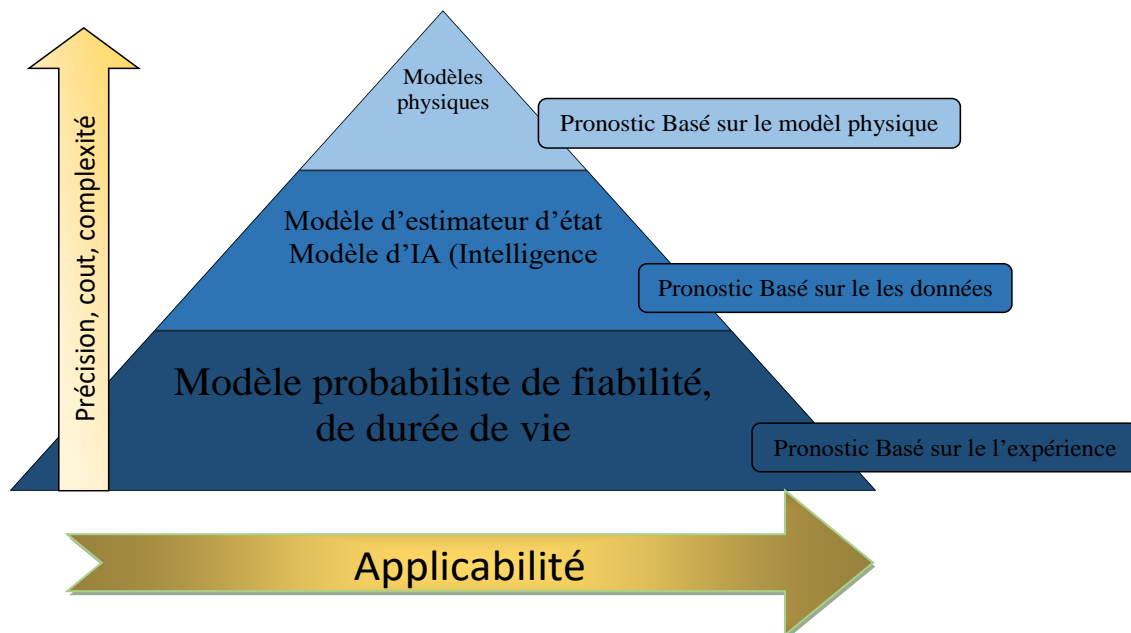 Modèles
physiques
Pronostic Basé sur le modèl physique
Modèle d’estimateur d’état
Modèle d’IA (Intelligence
Pronostic Basé sur le les données
Modèle probabiliste de fiabilité,
de durée de vie
Pronostic Basé sur le l’expérience
Précision, cout, complexité
Applicabilité